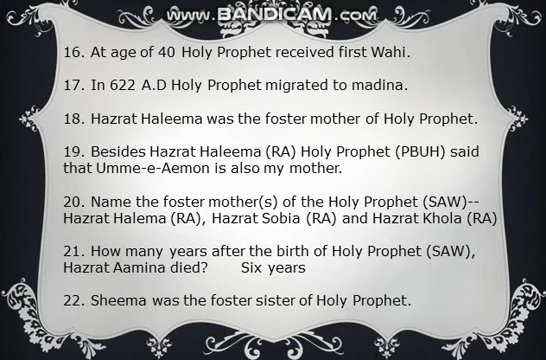 www.BANDICAM.com
16. At age of 40 Holy Prophet received first Wahi.
17. In 622 A.D Holy Prophet migrated to madina.
18. Hazrat Haleema was the foster mother of Holy Prophet.
19. Besides Hazrat Haleema (RA) Holy Prophet (PBUH) said
that Umme-e-Aemon is also my mother.
20. Name the foster mother(s) of the Holy Prophet (SAW)--
Hazrat Halema (RA), Hazrat Sobia (RA) and Hazrat Khola (RA)
21. How many years after the birth of Holy Prophet (SAW),
Hazrat Aamina died? Six years
22. Sheema was the foster sister of Holy Prophet.